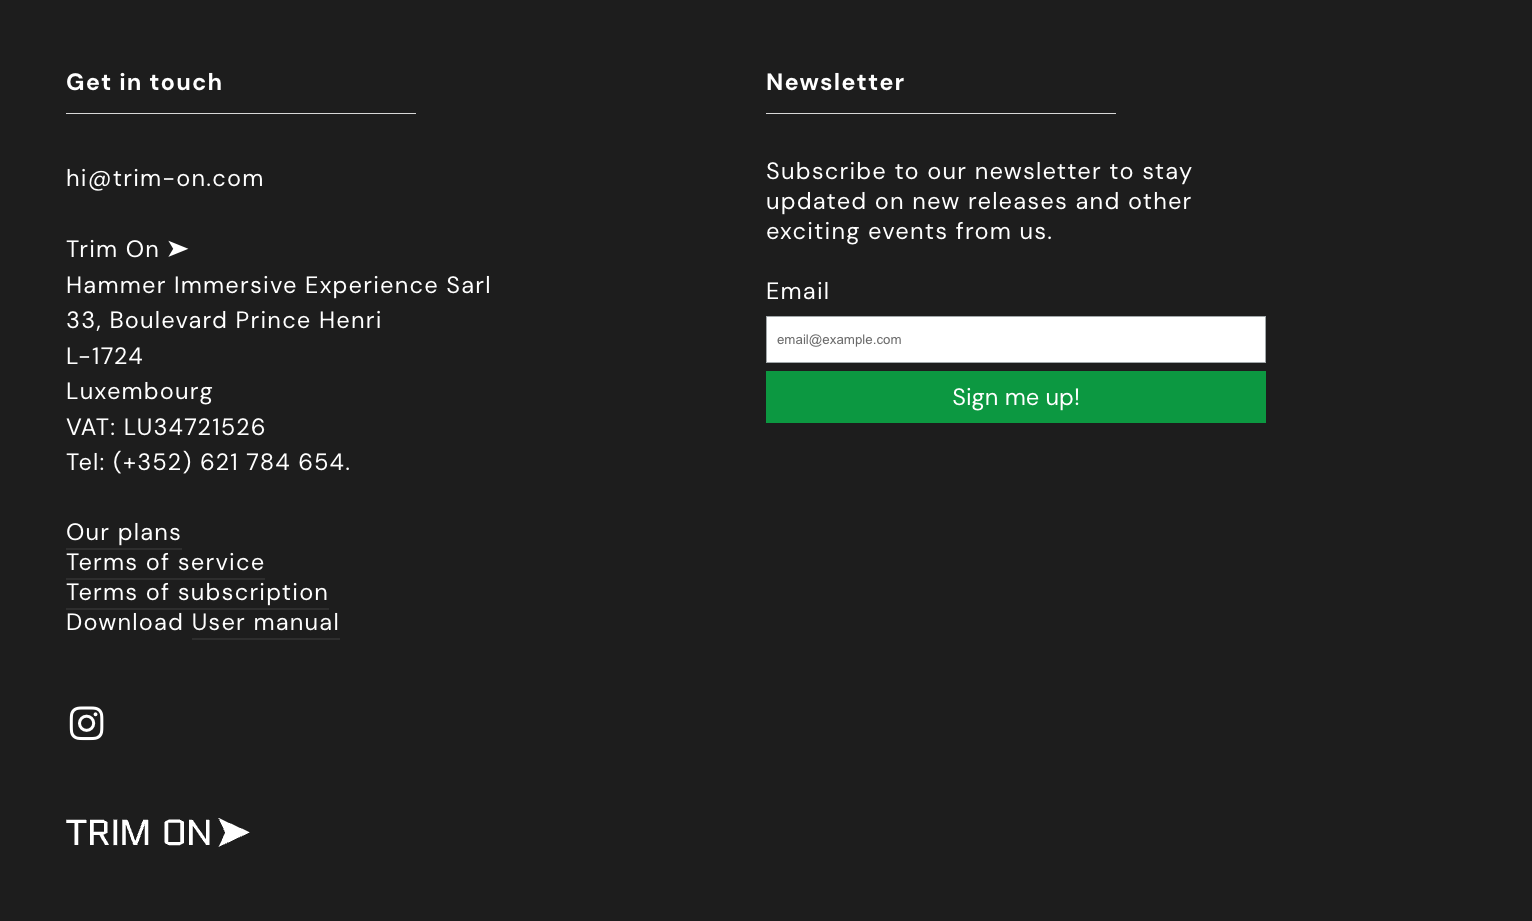 Get in touch
hi@trim-on.com
Trim On ➤
Hammer Immersive Experience Sarl
33, Boulevard Prince Henri
L-1724
Luxembourg
VAT: LU34721526
Tel: (+352) 621 784 654.
Our plans
Terms of service
Terms of subscription
Download User manual
TRIM ON➤
Newsletter
Subscribe to our newsletter to stay
updated on new releases and other
exciting events from us.
Email
email@example.com
Sign me up!